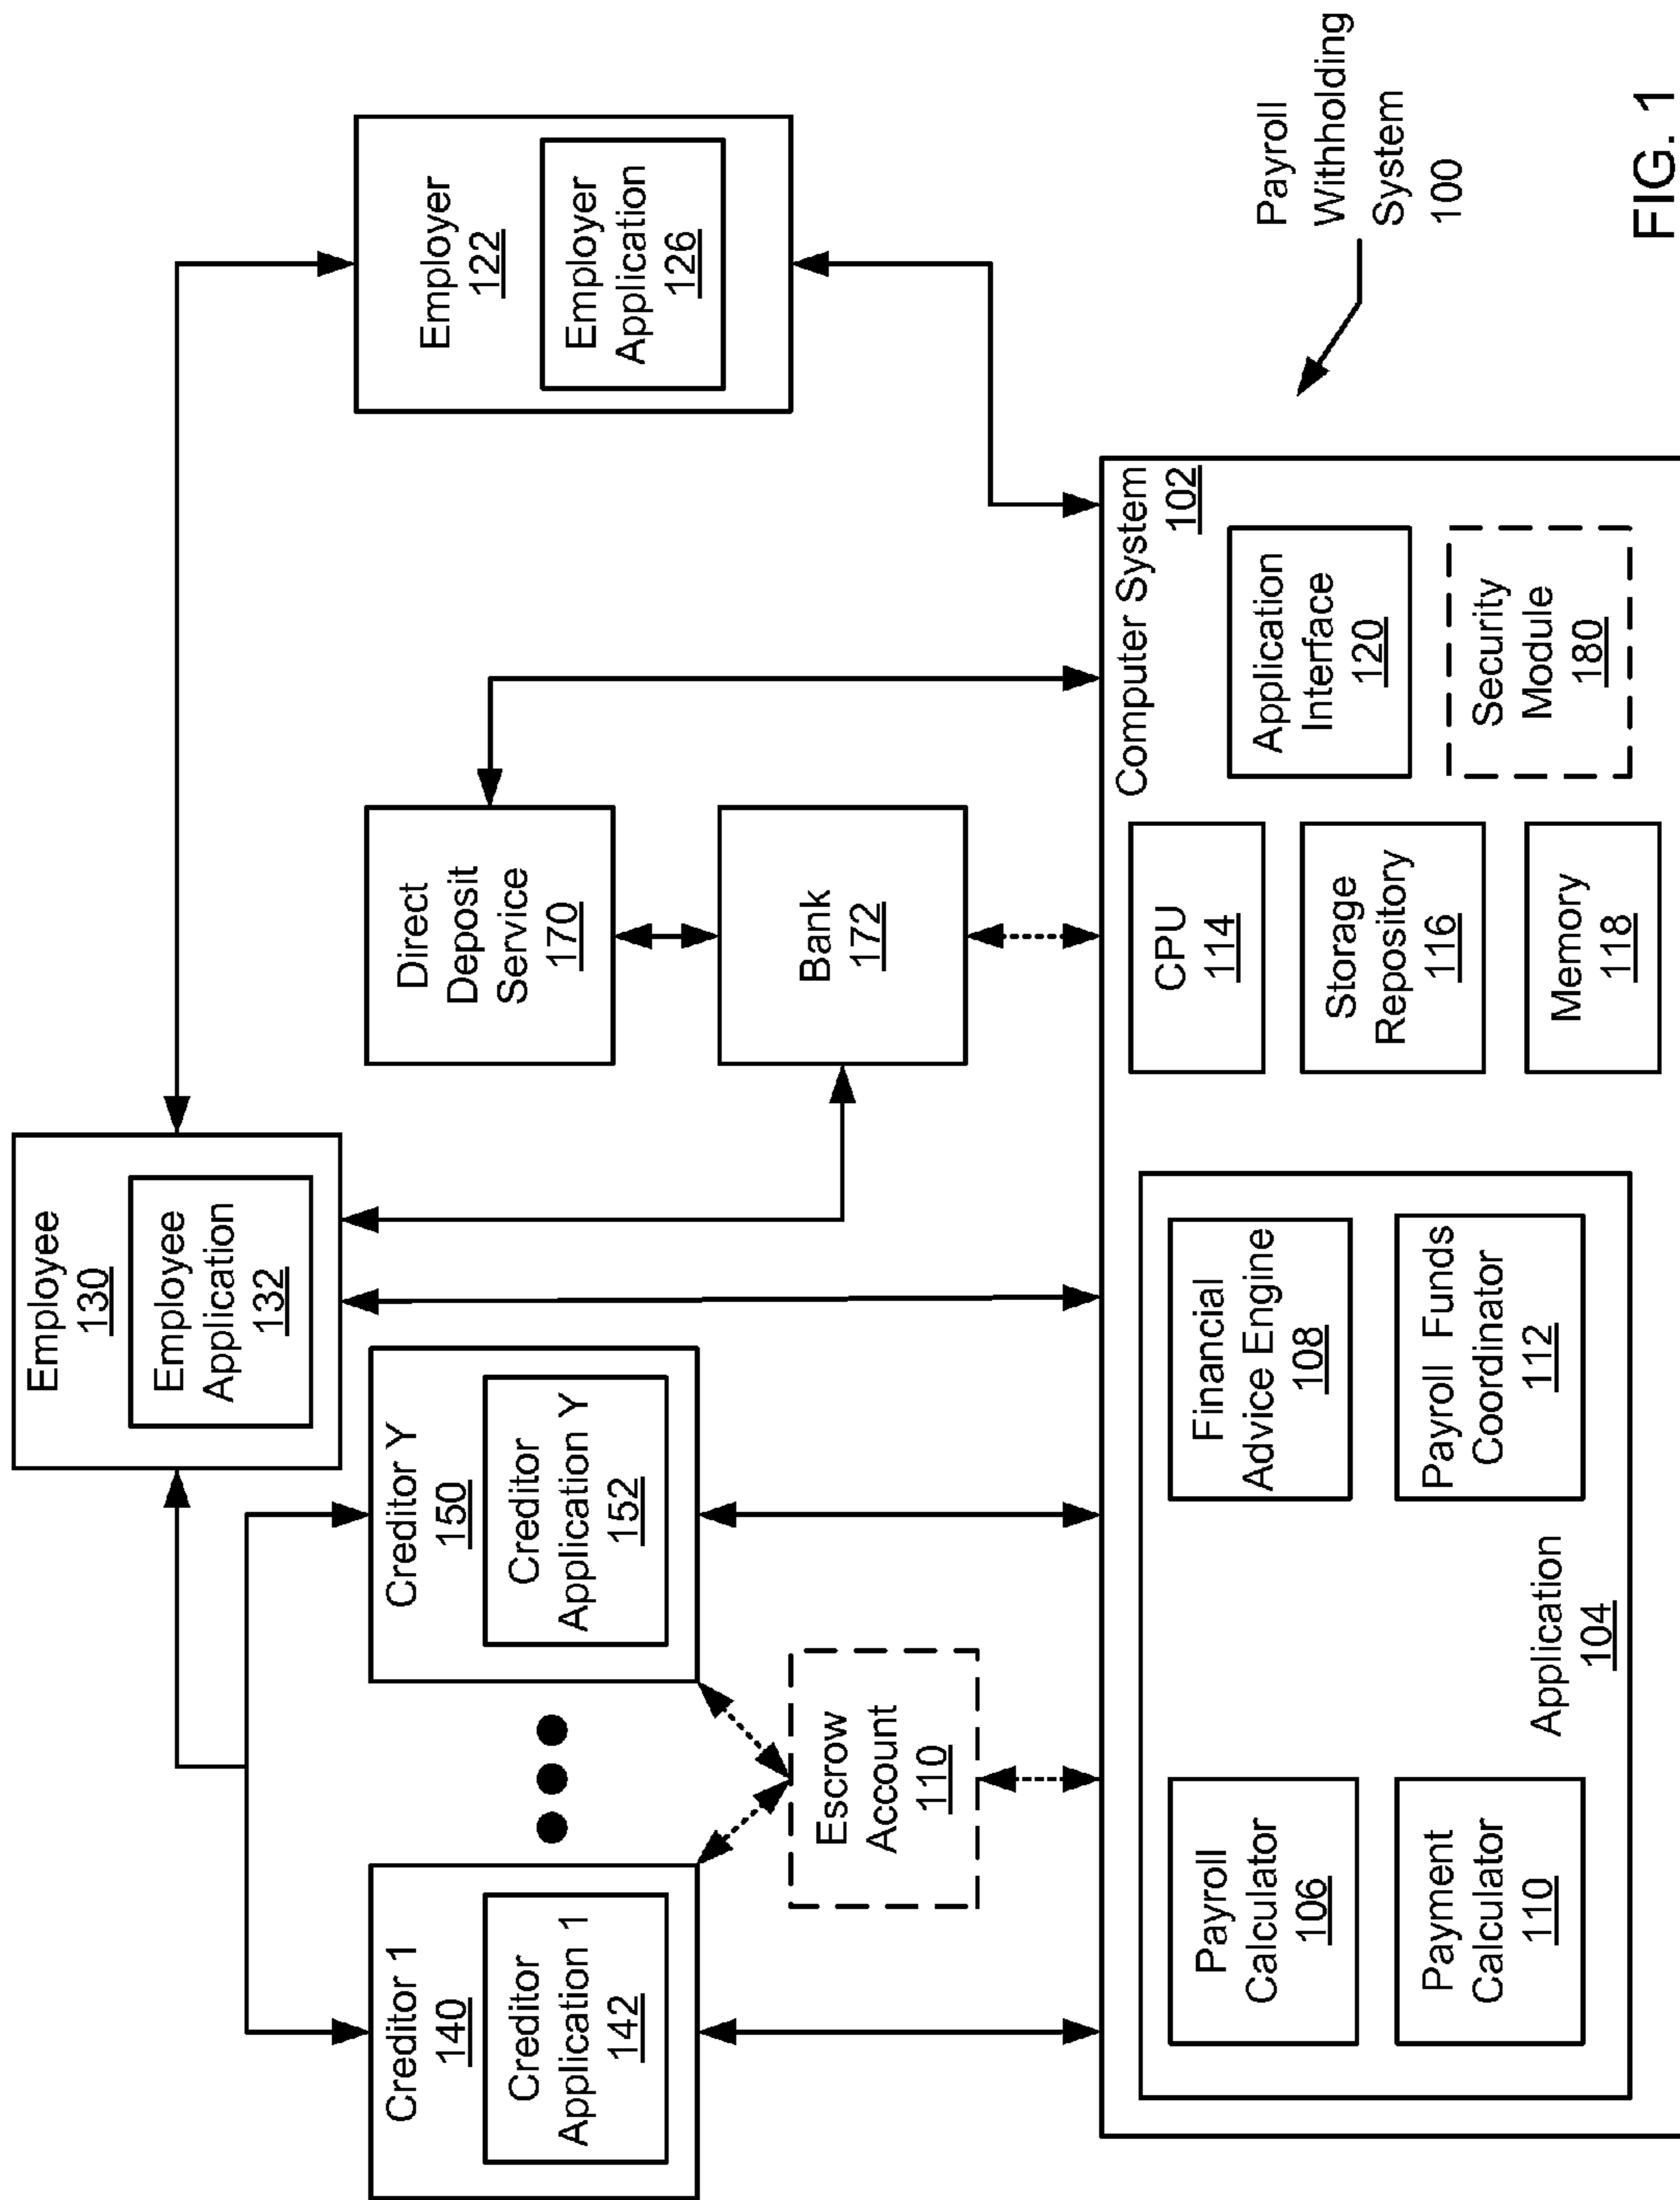 Employee
130
Employee
Application
132
Creditor 1
140
Creditor
Application 1
142
Creditor Y
150
Creditor
Application Y
152
Direct
Deposit
Service
170
Employer
122
Employer
Application
126
Escrow
Account
110
Bank
172
Computer System
102
Payroll
Calculator
106
Financial
Advice Engine
108
Payment
Calculator
110
Payroll Funds
Coordinator
112
Application
104
CPU
114
Storage
Repository
116
Memory
118
Application
Interface
120
Security
Module
180
Payroll
Withholding
System
100
FIG. 1